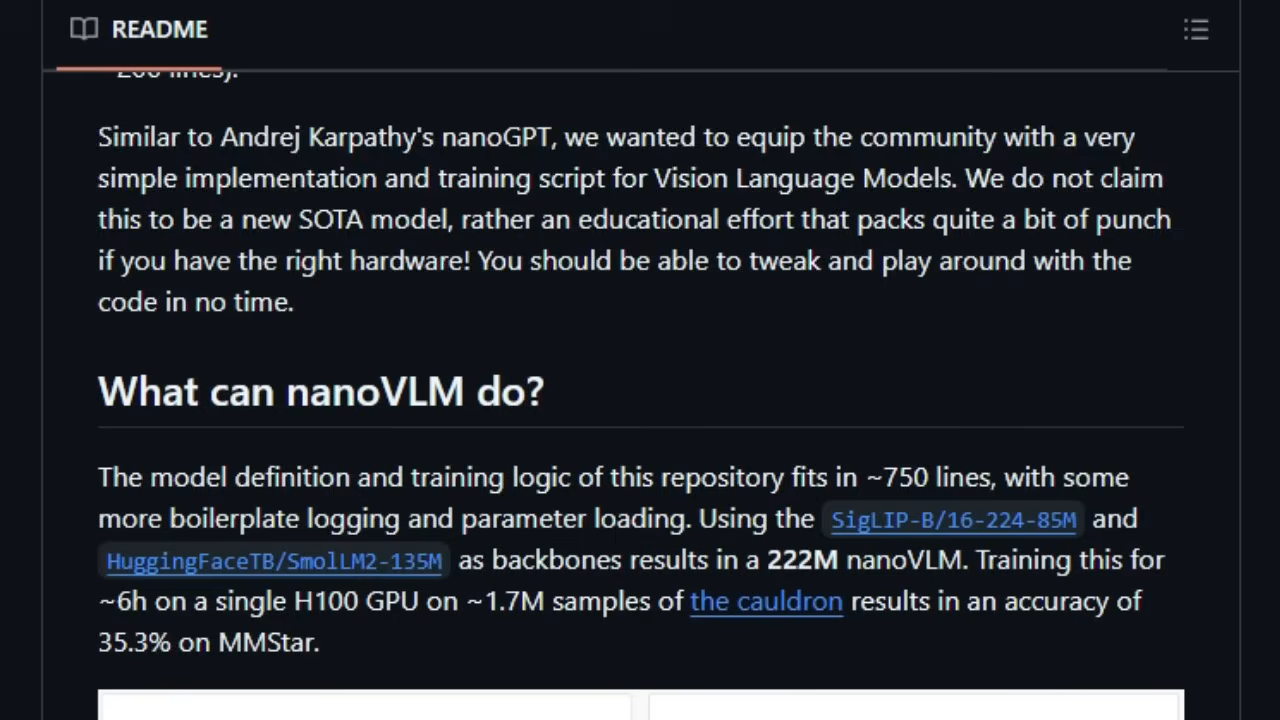 README
200 lines).
Similar to Andrej Karpathy's nanoGPT, we wanted to equip the community with a very
simple implementation and training script for Vision Language Models. We do not claim
this to be a new SOTA model, rather an educational effort that packs quite a bit of punch
if you have the right hardware! You should be able to tweak and play around with the
code in no time.
What can nanoVLM do?
The model definition and training logic of this repository fits in ~750 lines, with some
more boilerplate logging and parameter loading. Using the SigLIP-B/16-224-85M and
HuggingFaceTB/SmolLM2-135M as backbones results in a 222M nanoVLM. Training this for
~6h on a single H100 GPU on ~1.7M samples of the cauldron results in an accuracy of
35.3% on MMStar.